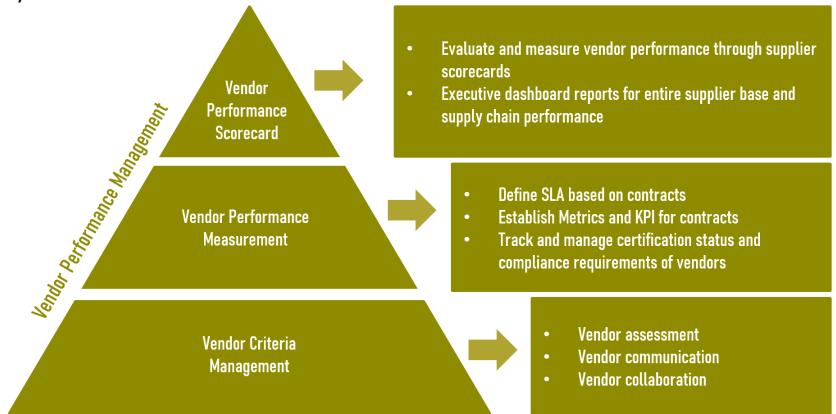 Vendor Performance Management
Vendor
Performance
Scorecard
• Evaluate and measure vendor performance through supplier
scorecards
• Executive dashboard reports for entire supplier base and
supply chain performance
Vendor Performance
Measurement
• Define SLA based on contracts
• Establish Metrics and KPI for contracts
• Track and manage certification status and
compliance requirements of vendors
Vendor Criteria
Management
• Vendor assessment
• Vendor communication
• Vendor collaboration